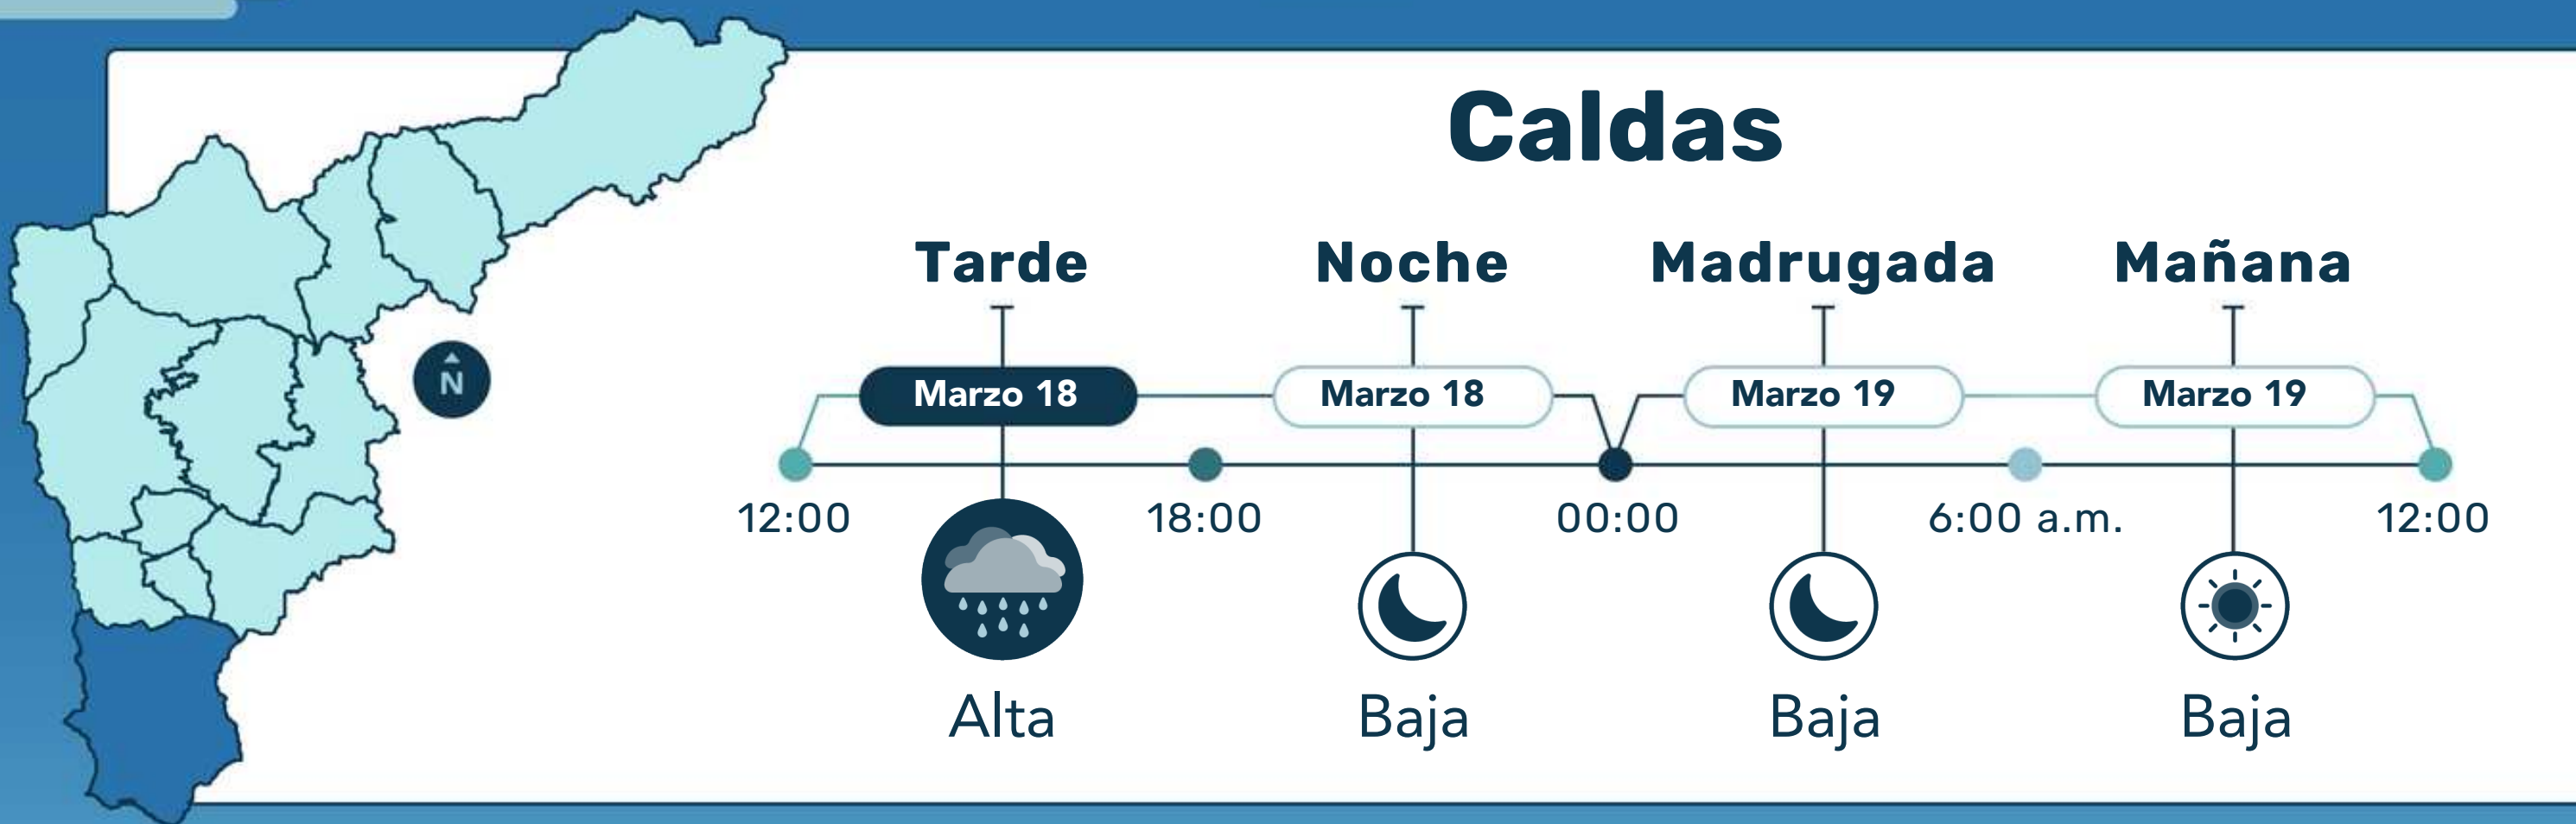 Caldas
Tarde Noche Madrugada Mañana
Marzo 18 Marzo 18 Marzo 19 Marzo 19
N
12:00 18:00 00:00 6:00 a.m. 12:00
Alta Baja Baja Baja